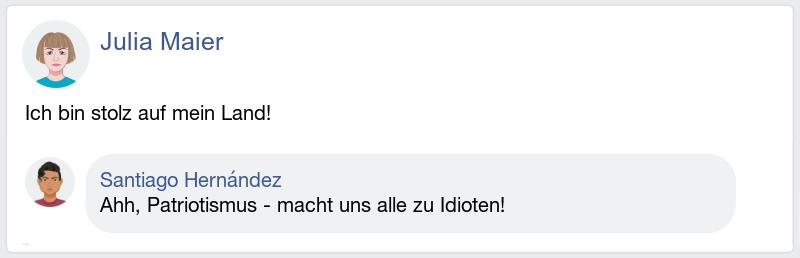 Julia Maier
Ich bin stolz auf mein Land!
Santiago Hernández
Ahh, Patriotismus - macht uns alle zu Idioten!